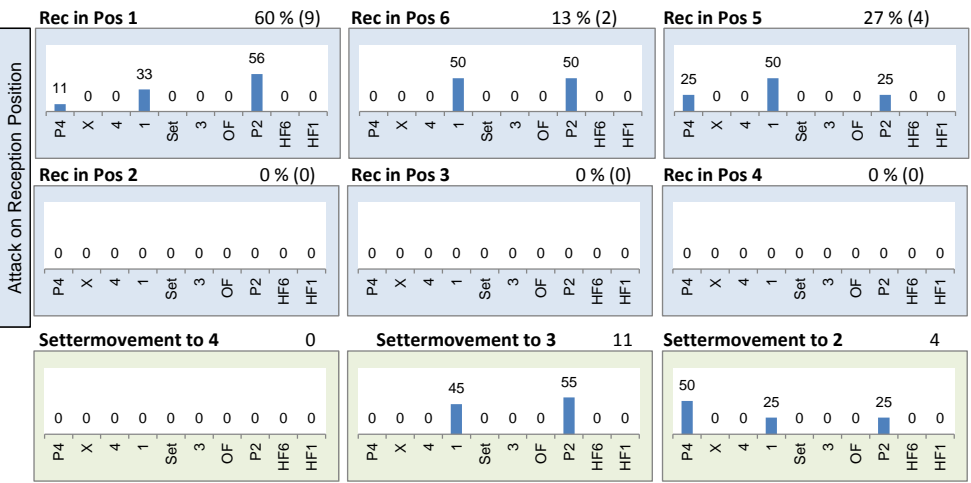 Attack on Reception Position
Rec in Pos 1 60 % (9)
11 0 0 33 0 0 0 56 0 0
P4 X 4 1 Set 3 OF P2 HF6 HF1
Rec in Pos 6 13 % (2)
0 0 0 50 0 0 0 50 0 0
P4 X 4 1 Set 3 OF P2 HF6 HF1
Rec in Pos 5 27 % (4)
25 0 0 50 0 0 0 25 0 0
P4 X 4 1 Set 3 OF P2 HF6 HF1
Rec in Pos 2 0 % (0)
0 0 0 0 0 0 0 0 0 0
P4 X 4 1 Set 3 OF P2 HF6 HF1
Rec in Pos 3 0 % (0)
0 0 0 0 0 0 0 0 0 0
P4 X 4 1 Set 3 OF P2 HF6 HF1
Rec in Pos 4 0 % (0)
0 0 0 0 0 0 0 0 0 0
P4 X 4 1 Set 3 OF P2 HF6 HF1
Settermovement to 4 0
0 0 0 0 0 0 0 0 0 0
P4 X 4 1 Set 3 OF P2 HF6 HF1
Settermovement to 3 11
0 0 0 45 0 0 0 55 0 0
P4 X 4 1 Set 3 OF P2 HF6 HF1
Settermovement to 2 4
50 0 0 25 0 0 0 25 0 0
P4 X 4 1 Set 3 OF P2 HF6 HF1